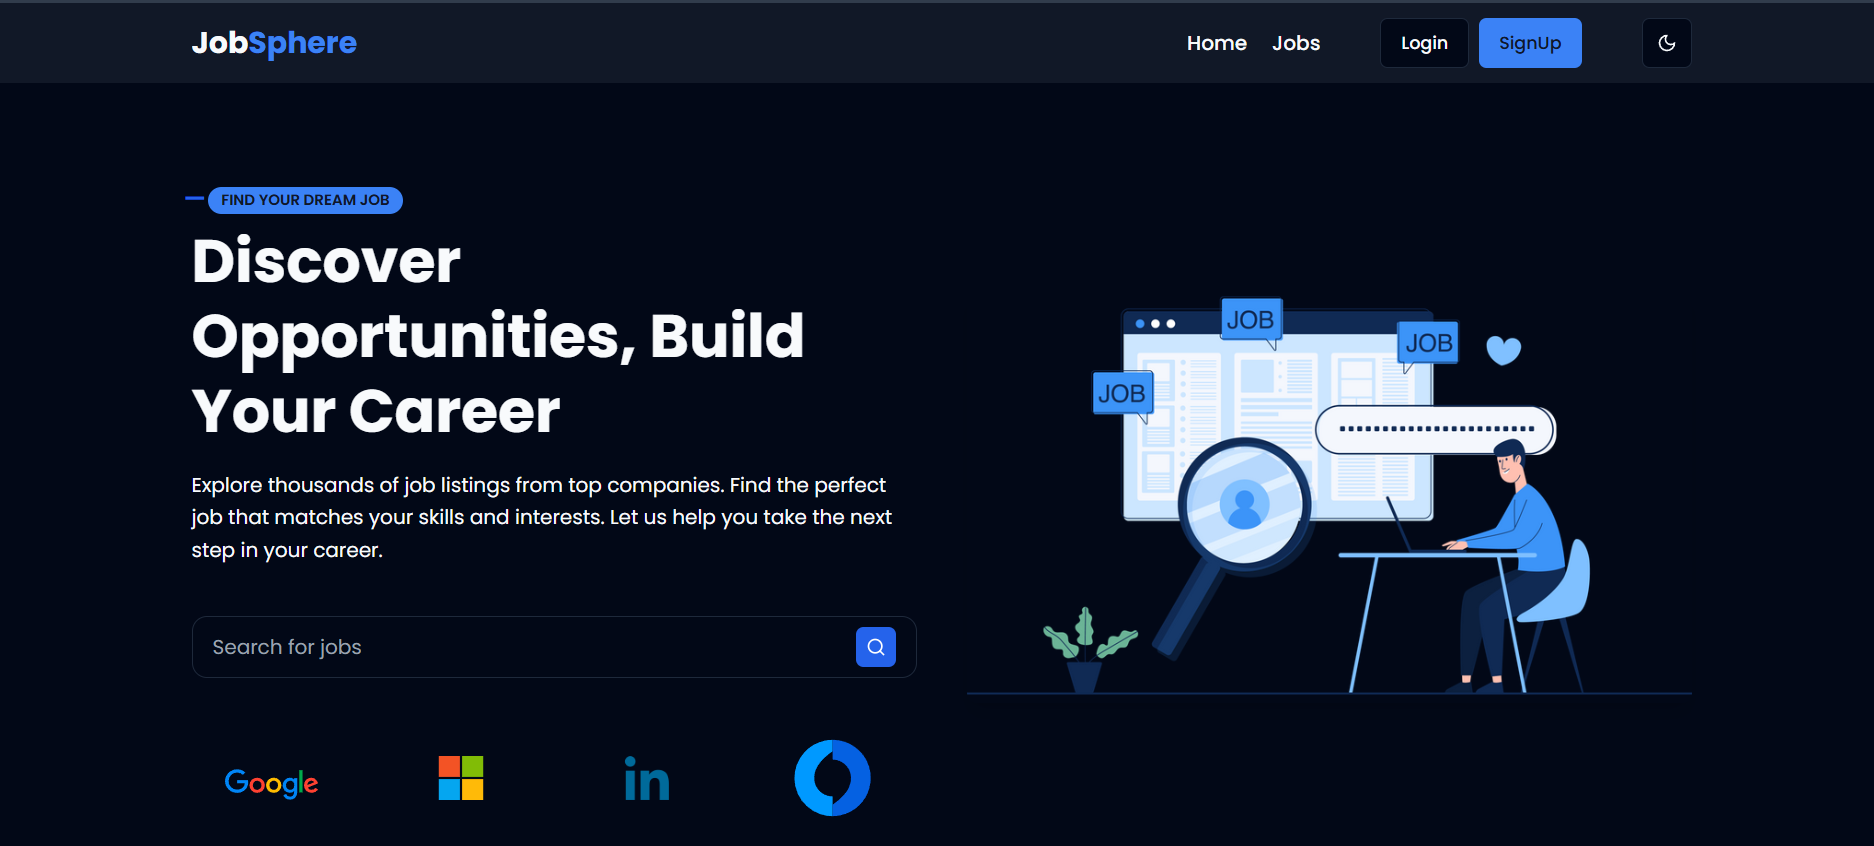 JobSphere
Home
Jobs
Login
SignUp
FIND YOUR DREAM JOB
Discover
Opportunities, Build
Your Career
Explore thousands of job listings from top companies. Find the perfect
job that matches your skills and interests. Let us help you take the next
step in your career.
Search for jobs
JOB
JOB
JOB
Google
in